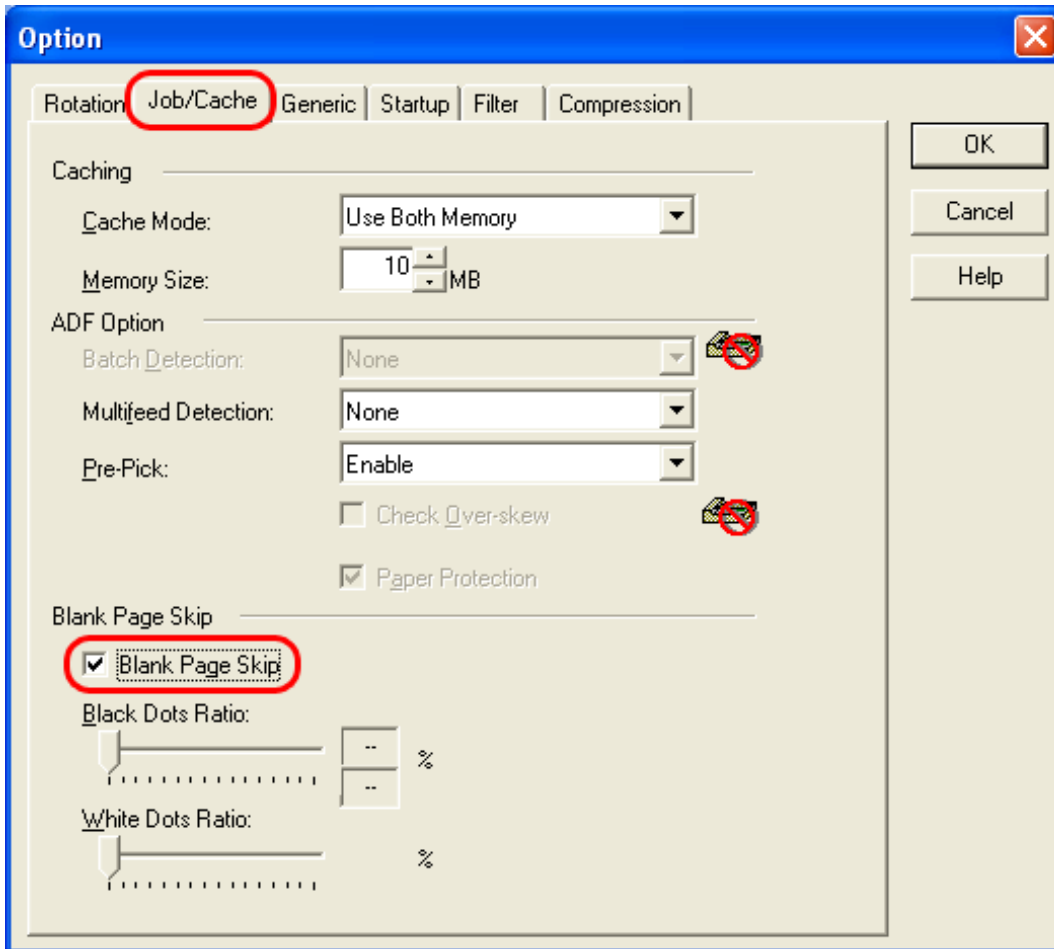 Option
Rotation Job/Cache Generic Startup Filter Compression
OK
Cancel
Help
Caching
Cache Mode: Use Both Memory
Memory Size: 10 MB
ADF Option
Batch Detection: None
Multifeed Detection: None
Pre-Pick: Enable
Check Over-skew
Paper Protection
Blank Page Skip
Blank Page Skip
Black Dots Ratio:
-- %
--
White Dots Ratio:
%